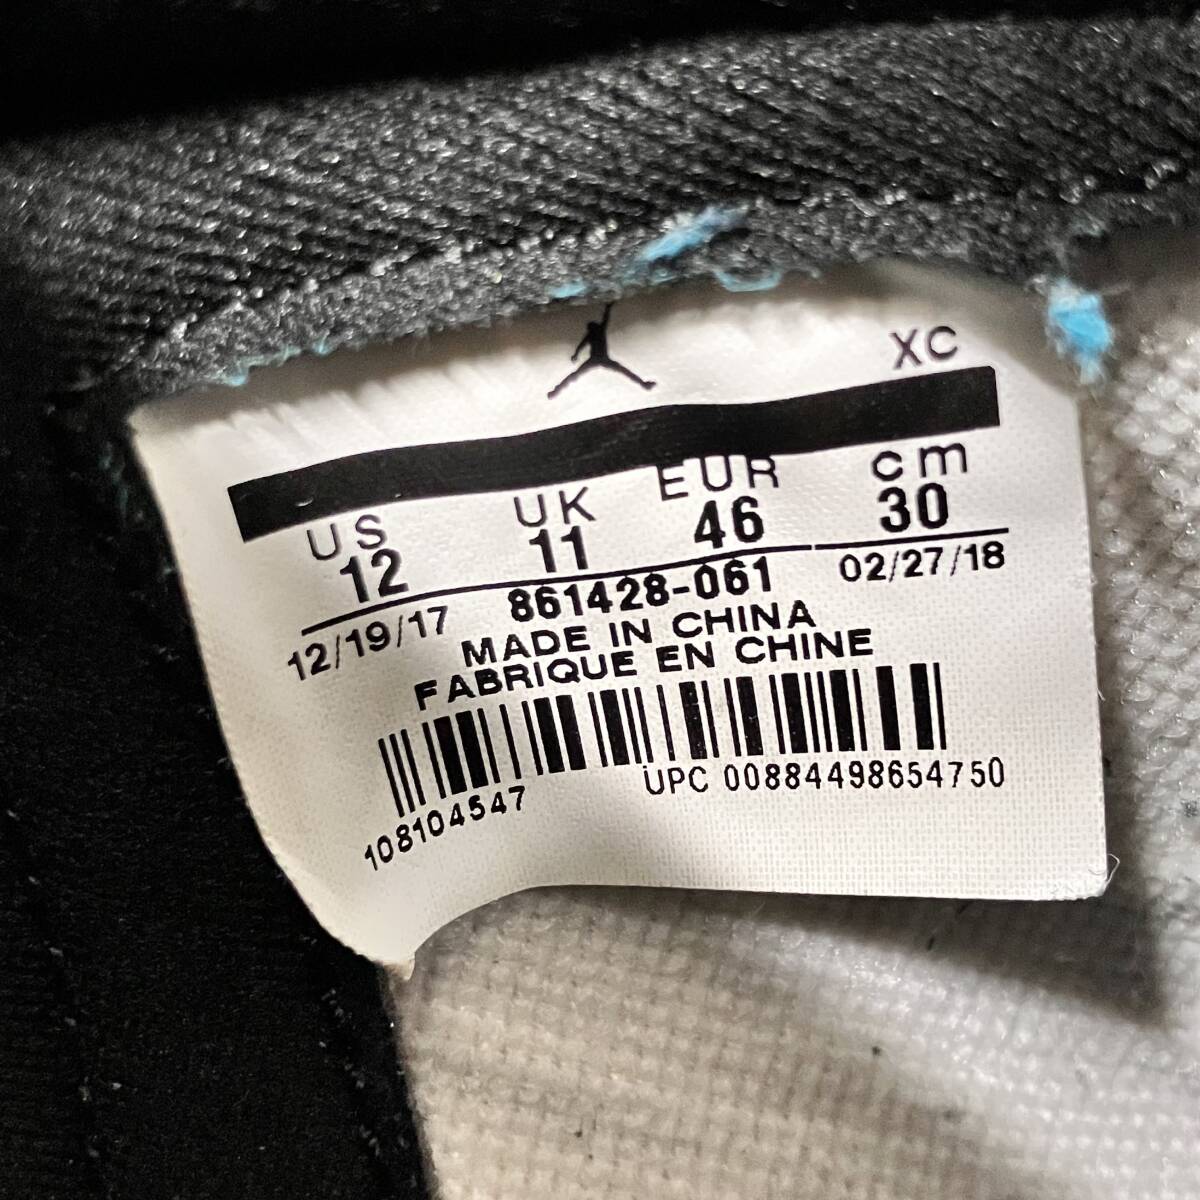 XC
US UK EUR cm
12 11 46 30
12/19/17 861428-061 02/27/18
MADE IN CHINA
FABRIQUE EN CHINE
108104547 UPC 00884498654750